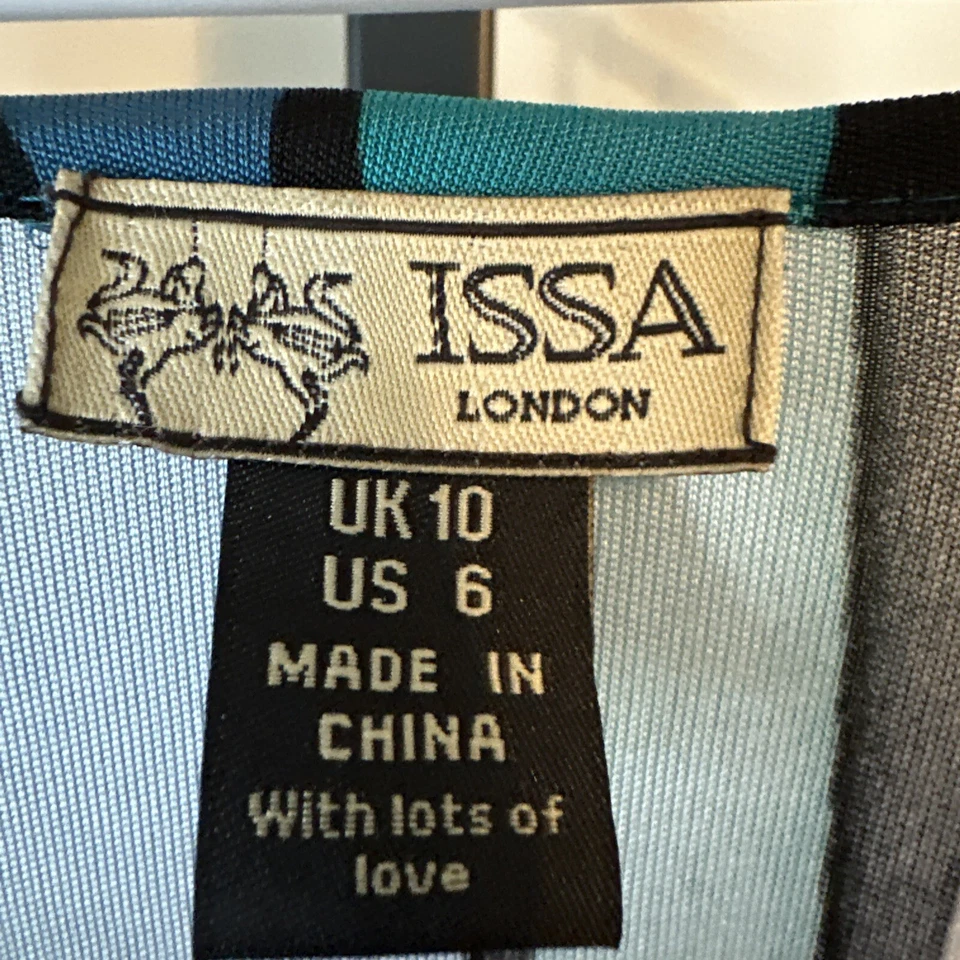 ISSA
LONDON
UK 10
US 6
MADE IN
CHINA
With lots of
love